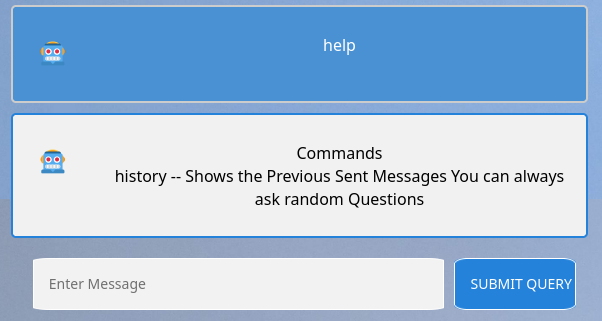 help
Commands
history -- Shows the Previous Sent Messages You can always
ask random Questions
Enter Message
SUBMIT QUERY